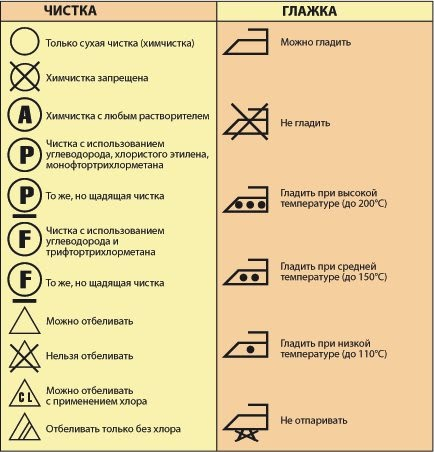 ЧИСТКА
Только сухая чистка (химчистка)
Химчистка запрещена
A
Химчистка с любым растворителем
P
Чистка с использованием
углеводорода, хлористого этилена,
монофтортрихлорметана
P
То же, но щадящая чистка
F
Чистка с использованием
углеводорода и
трифтортрихлорметана
F
То же, но щадящая чистка
Можно отбеливать
Нельзя отбеливать
CL
Можно отбеливать
с применением хлора
Отбеливать только без хлора
ГЛАЖКА
Можно гладить
Не гладить
Гладить при высокой
температуре (до 200°С)
Гладить при средней
температуре (до 150°С)
Гладить при низкой
температуре (до 110°С)
Не отпаривать